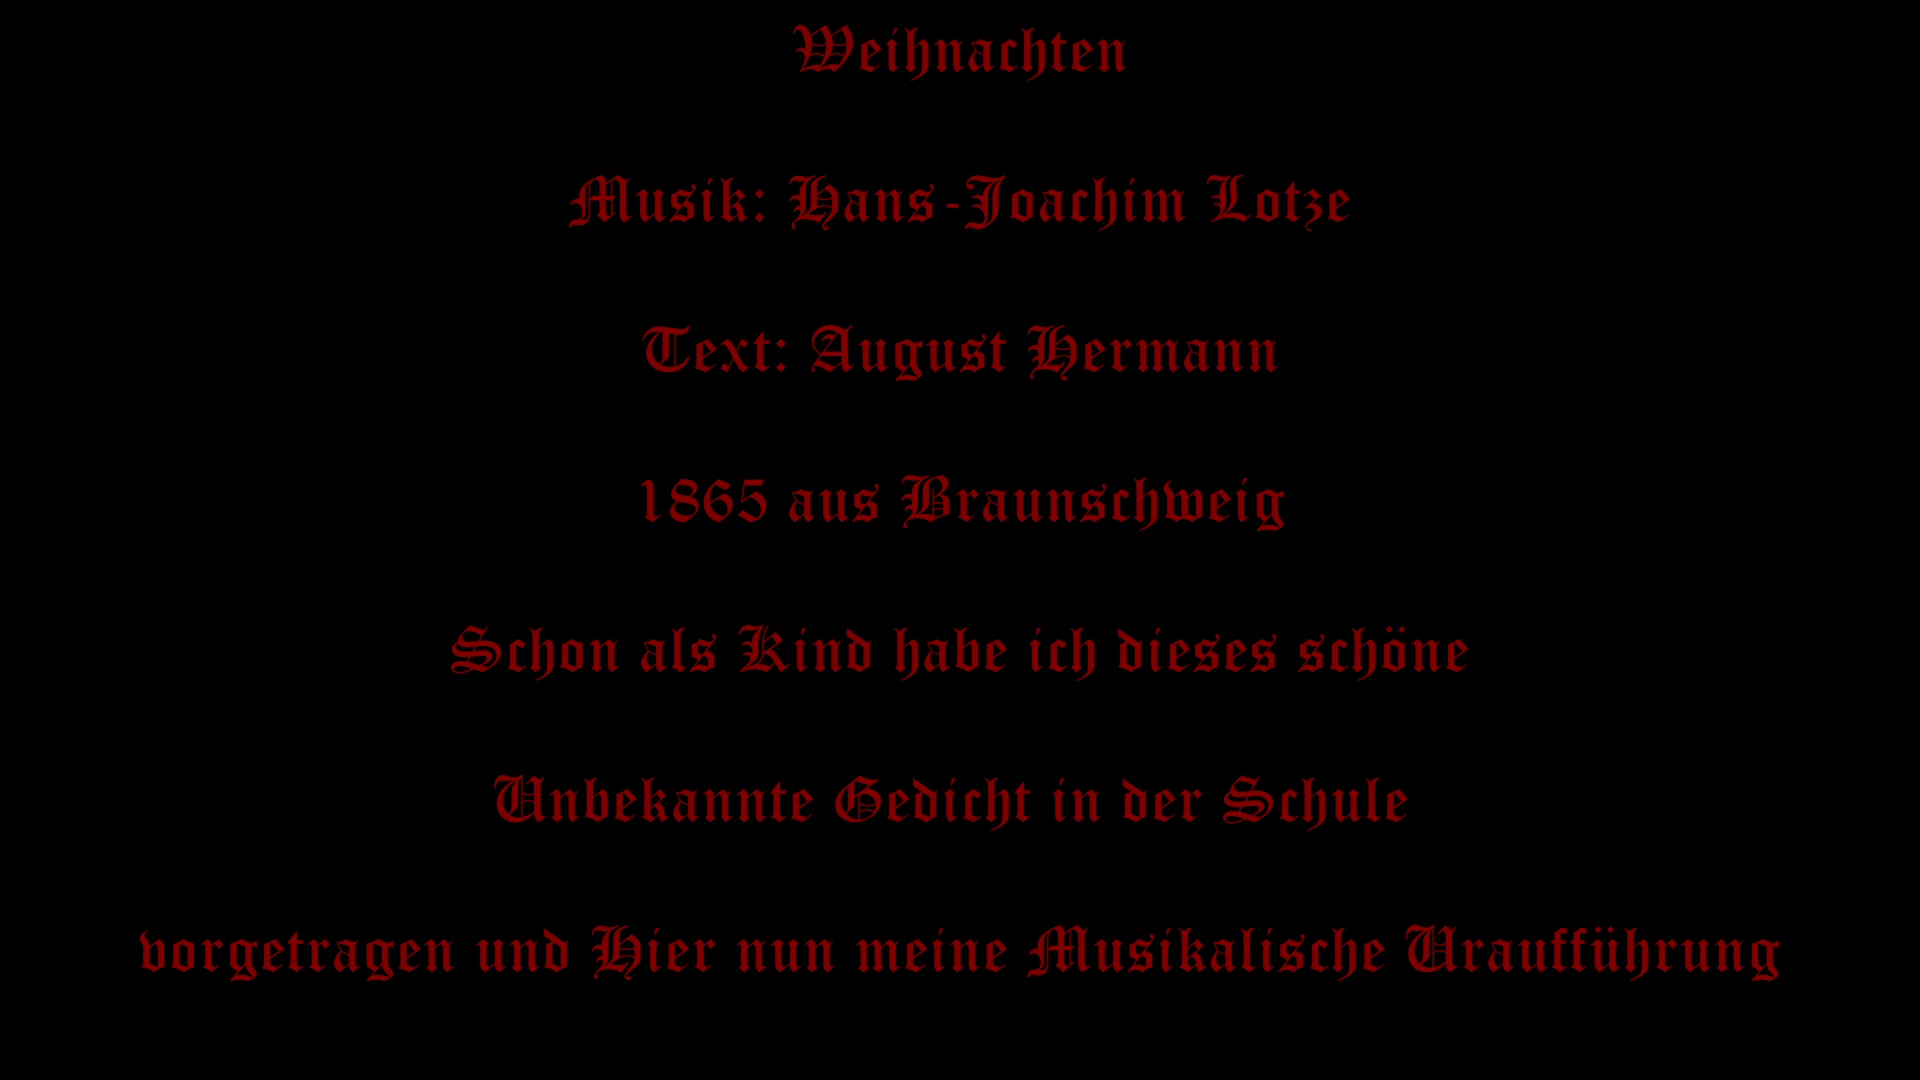 Weihnachten
Musik: Hans-Joachim Lotze
Text: August Hermann
1865 aus Braunschweig
Schon als Kind habe ich dieses schöne
Unbekannte Gedicht in der Schule
vorgetragen und Hier nun meine Musikalische Urauffführung